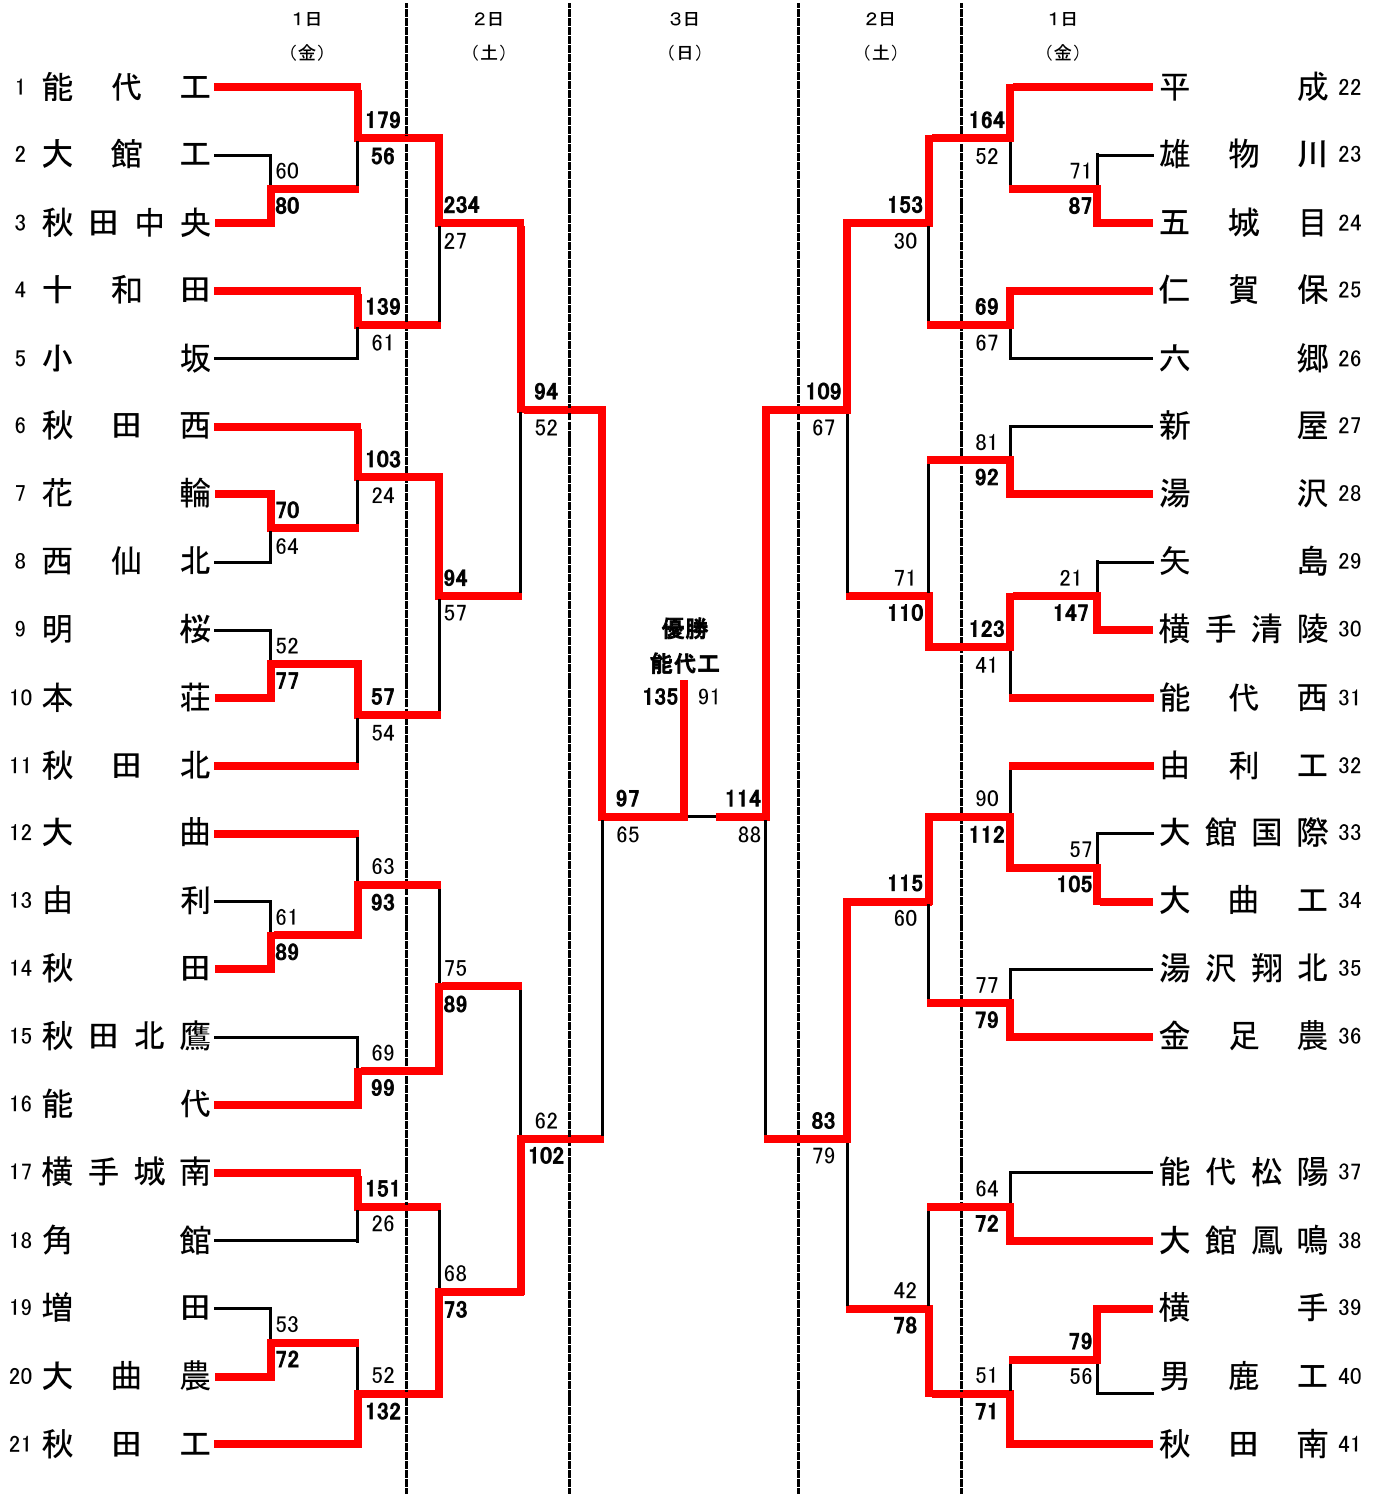 1日 2日 3日 2日 1日
（金） （土） （日） （土） （金）
1 能代工
179
56
2 大館工
60
80
3 秋田中央
234
27
4 十和田
139
61
5 小坂
94
52
6 秋田西
103
24
7 花輪
70
64
8 西仙北
94
57
9 明桜
52
77
10 本荘
57
54
11 秋田北
97
65
12 大曲
63
93
13 由利
61
89
14 秋田
75
89
15 秋田北鷹
69
99
16 能代
62
102
17 横手城南
151
26
18 角館
68
73
19 増田
53
72
20 大曲農
52
132
21 秋田工
優勝
能代工
135 91
平成 22
164
52
雄物川 23
71
87
五城目 24
153
30
仁賀保 25
69
67
六郷 26
109
67
新屋 27
81
92
湯沢 28
矢島 29
21
147
71
110
横手清陵 30
123
41
能代西 31
由利工 32
114
88
90
112
大館国際 33
57
105
大曲工 34
115
60
湯沢翔北 35
77
79
金足農 36
83
79
能代松陽 37
64
72
大館鳳鳴 38
42
78
横手 39
79
56
男鹿工 40
51
71
秋田南 41